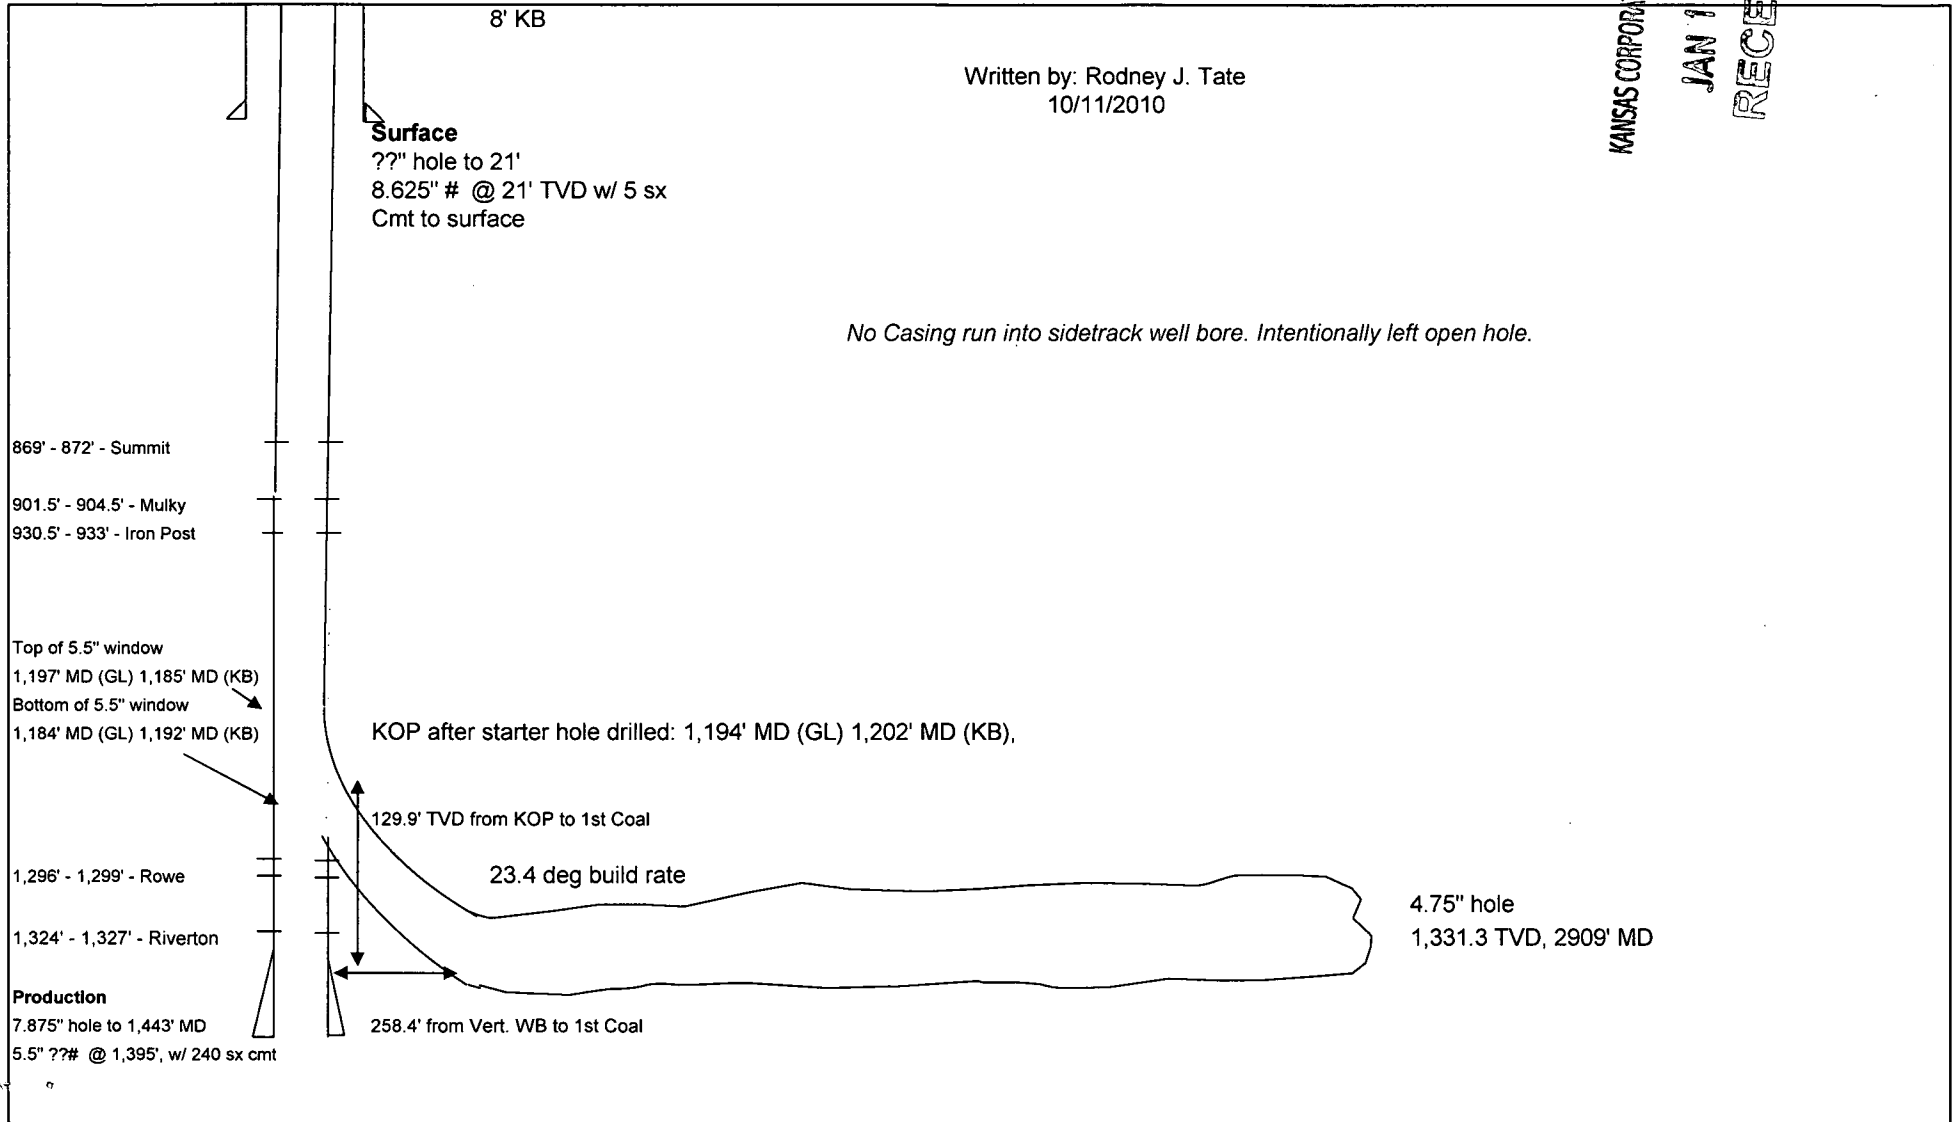 8' KB
Written by: Rodney J. Tate
10/11/2010
KANSAS CORPORA
JAN 1
RECE
Surface
??" hole to 21'
8.625" # @ 21' TVD w/ 5 sx
Cmt to surface
No Casing run into sidetrack well bore. Intentionally left open hole.
869' - 872' - Summit
901.5' - 904.5' - Mulky
930.5' - 933' - Iron Post
Top of 5.5" window
1,197' MD (GL) 1,185' MD (KB)
Bottom of 5.5" window
1,184' MD (GL) 1,192' MD (KB)
KOP after starter hole drilled: 1,194' MD (GL) 1,202' MD (KB),
129.9' TVD from KOP to 1st Coal
23.4 deg build rate
1,296' - 1,299' - Rowe
4.75" hole
1,331.3 TVD, 2909' MD
1,324' - 1,327' - Riverton
Production
7.875" hole to 1,443' MD
5.5" ??# @ 1,395', w/ 240 sx cmt
258.4' from Vert. WB to 1st Coal